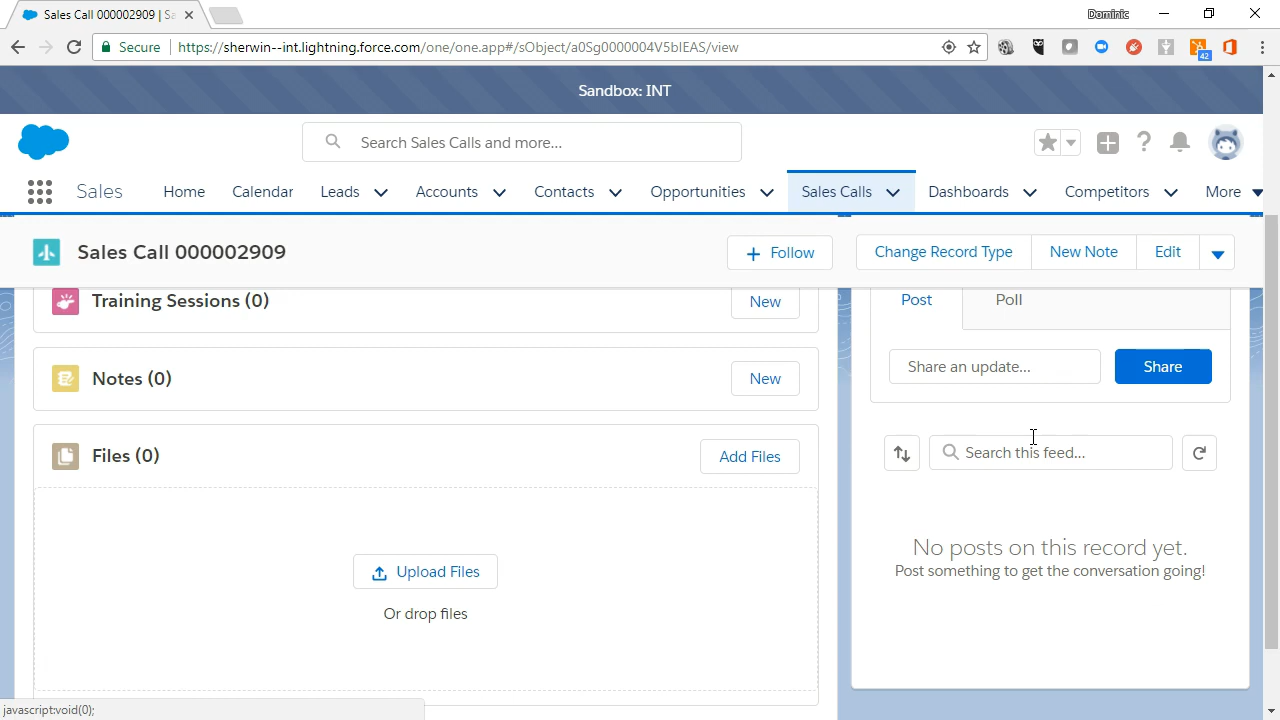 Sales Call 000002909 | Sa
Dominic
Secure
https://sherwin--int.lightning.force.com/one/one.app#/sObject/a0Sg0000004V5bIEAS/view
42
Sandbox: INT
Search Sales Calls and more...
Sales
Home
Calendar
Leads
Accounts
Contacts
Opportunities
Sales Calls
Dashboards
Competitors
More
Sales Call 000002909
Follow
Change Record Type
New Note
Edit
Training Sessions (0)
New
Post
Poll
Notes (0)
New
Share an update...
Share
Files (0)
Add Files
Search this feed...
Upload Files
Or drop files
No posts on this record yet.
Post something to get the conversation going!
javascript:void(0);